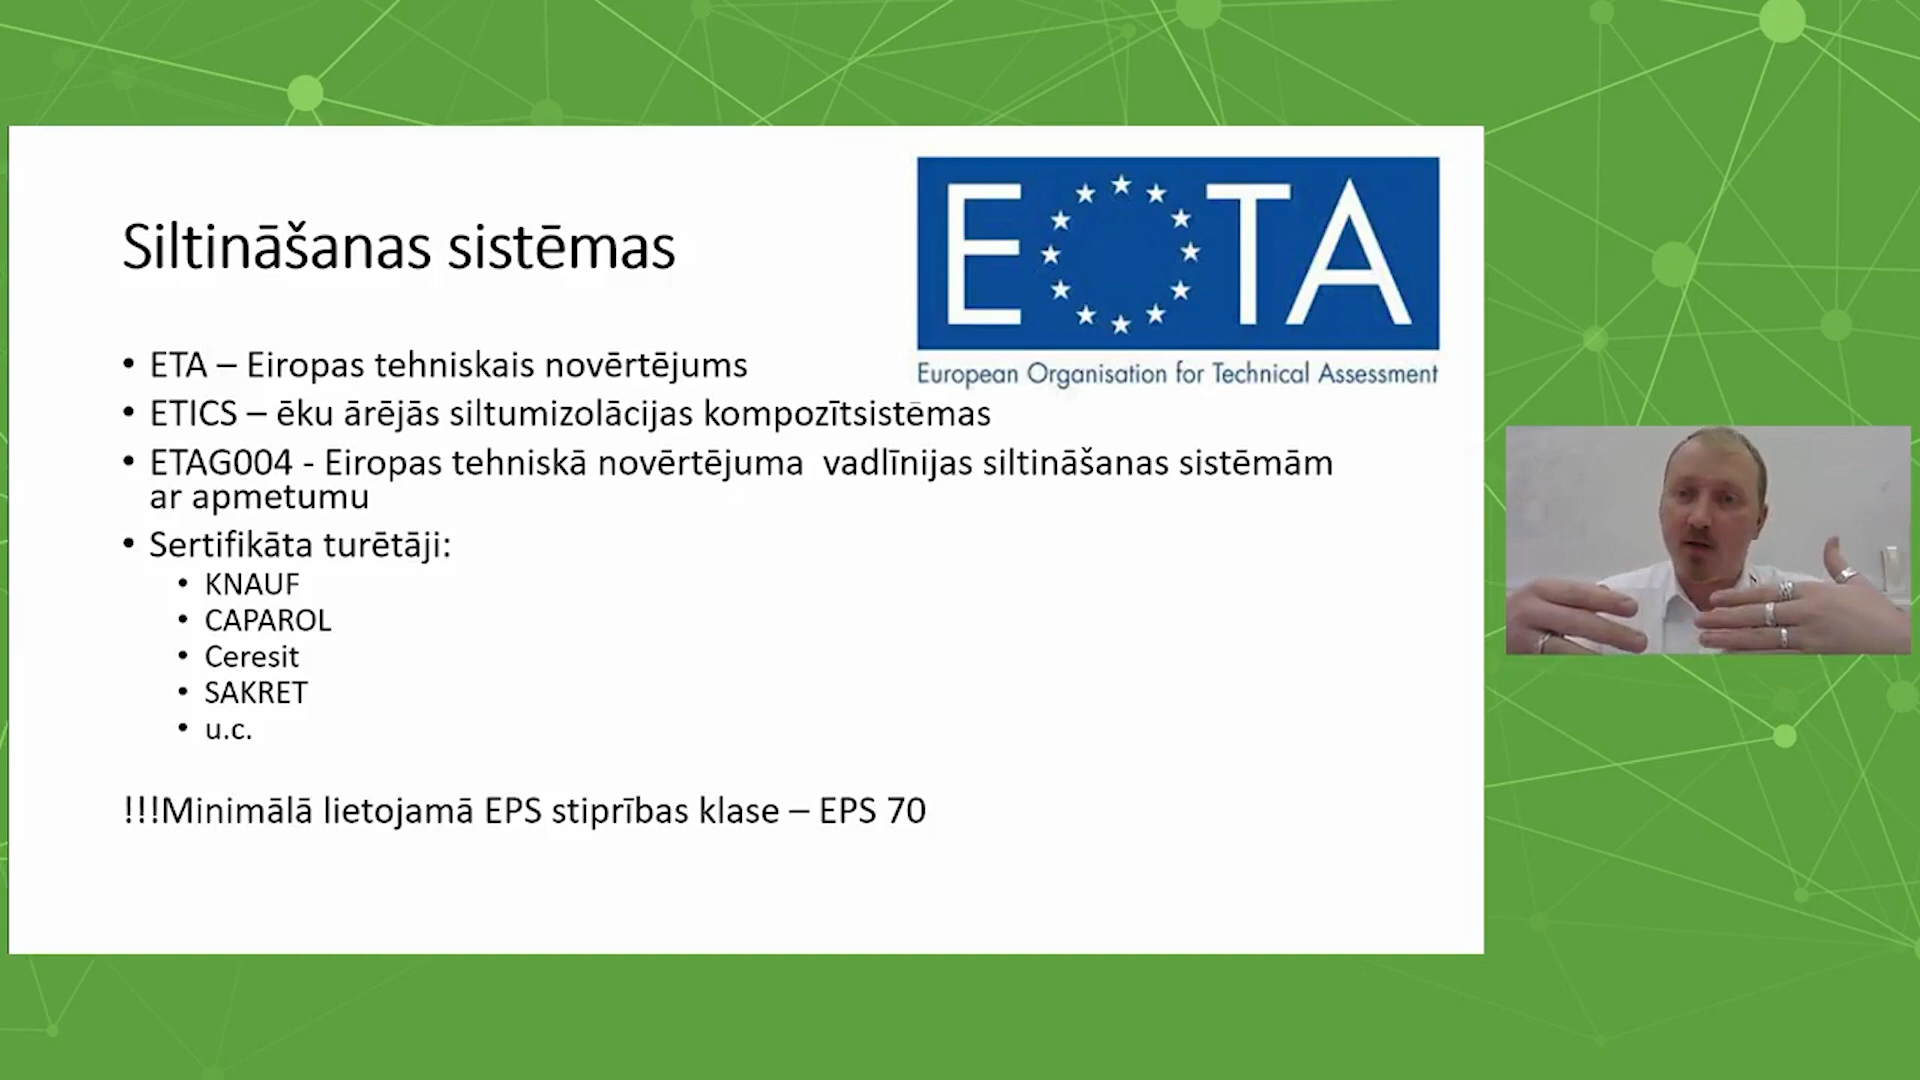 EOTA
European Organisation for Technical Assessment
Siltināšanas sistēmas
• ETA – Eiropas tehniskais novērtējums
• ETICS – ēku ārējās siltumizolācijas kompozītsistēmas
• ETAG004 - Eiropas tehniskā novērtējuma  vadlīnijas siltināšanas sistēmām
ar apmetumu
• Sertifikāta turētāji:
• KNAUF
• CAPAROL
• Ceresit
• SAKRET
• u.c.
!!!Minimālā lietojamā EPS stiprības klase – EPS 70